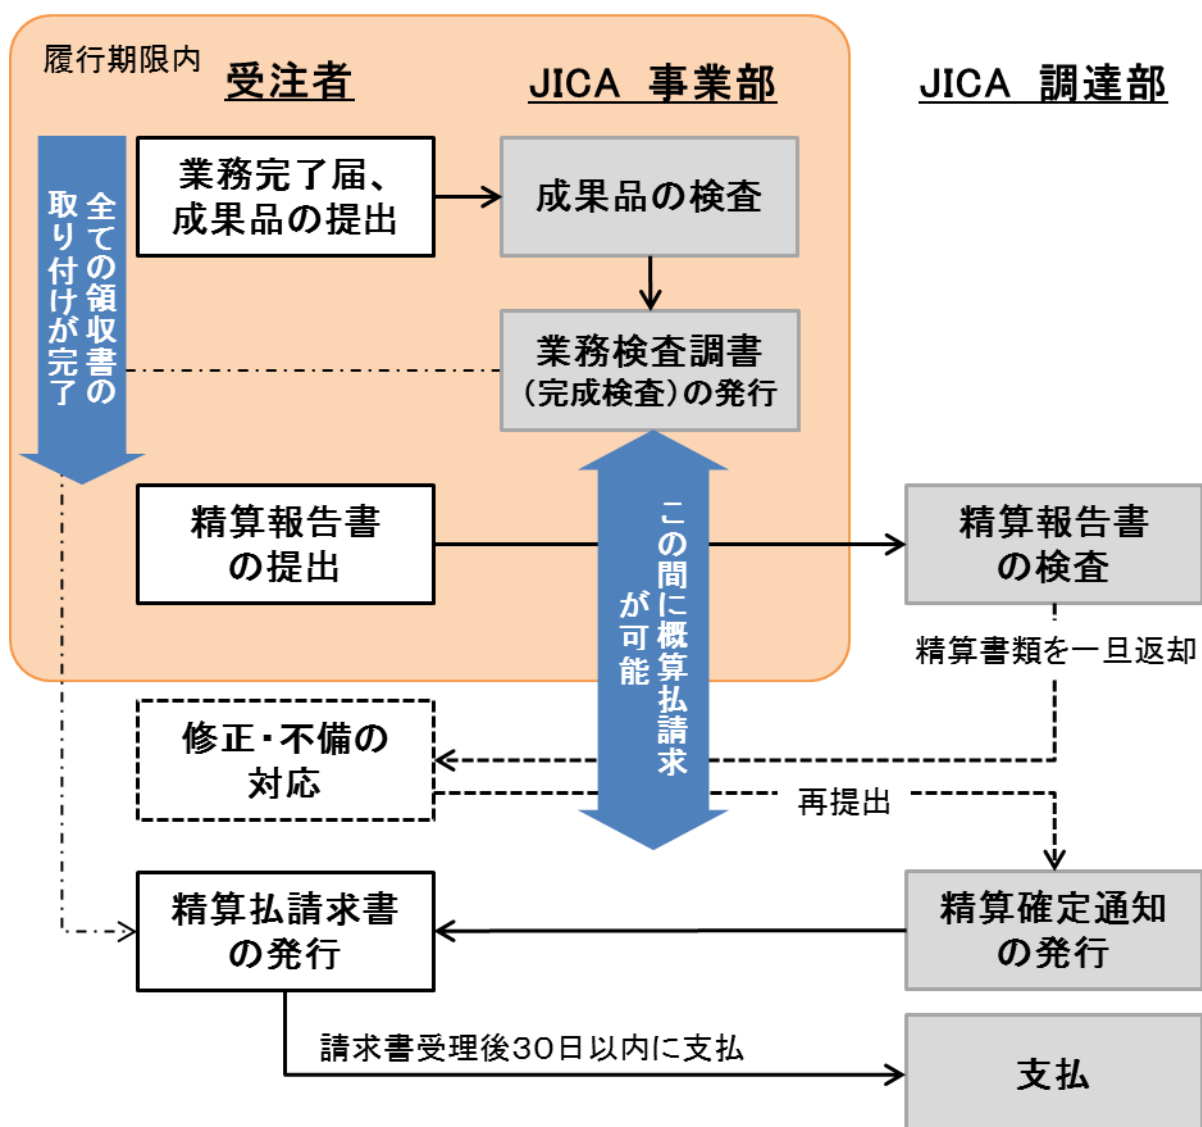 履行期限内
受注者
JICA 事業部
JICA 調達部
全ての領収書の
取り付けが完了
業務完了届、
成果品の提出
成果品の検査
業務検査調書
(完成検査)の発行
精算報告書
の提出
この間に概算払請求
が可能
精算報告書
の検査
精算書類を一旦返却
修正・不備の
対応
再提出
精算払請求書
の発行
精算確定通知
の発行
請求書受理後30日以内に支払
支払